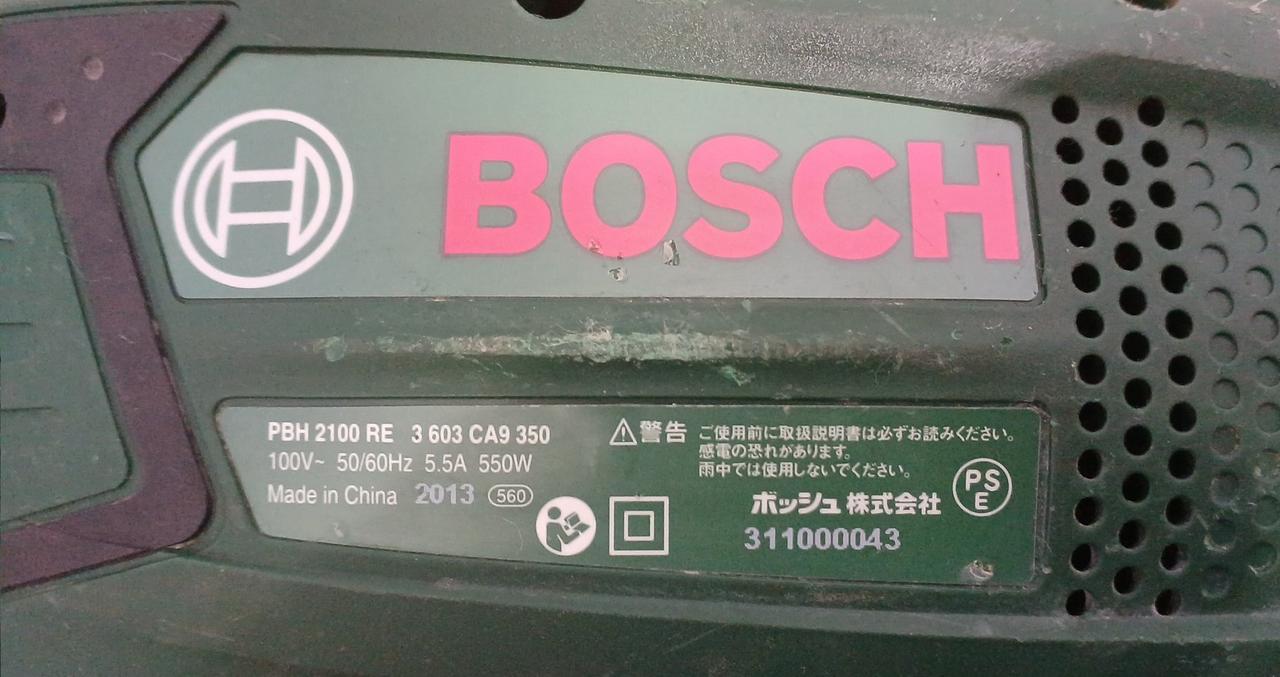 BOSCH
PBH 2100 RE 3 603 CA9 350
100V~ 50/60Hz 5.5A 550W
Made in China 2013 560
警告
ご使用前に取扱説明書は必ずお読みください。
感電の恐れがあります。
雨中では使用しないでください。
PS
E
ボッシュ株式会社
311000043